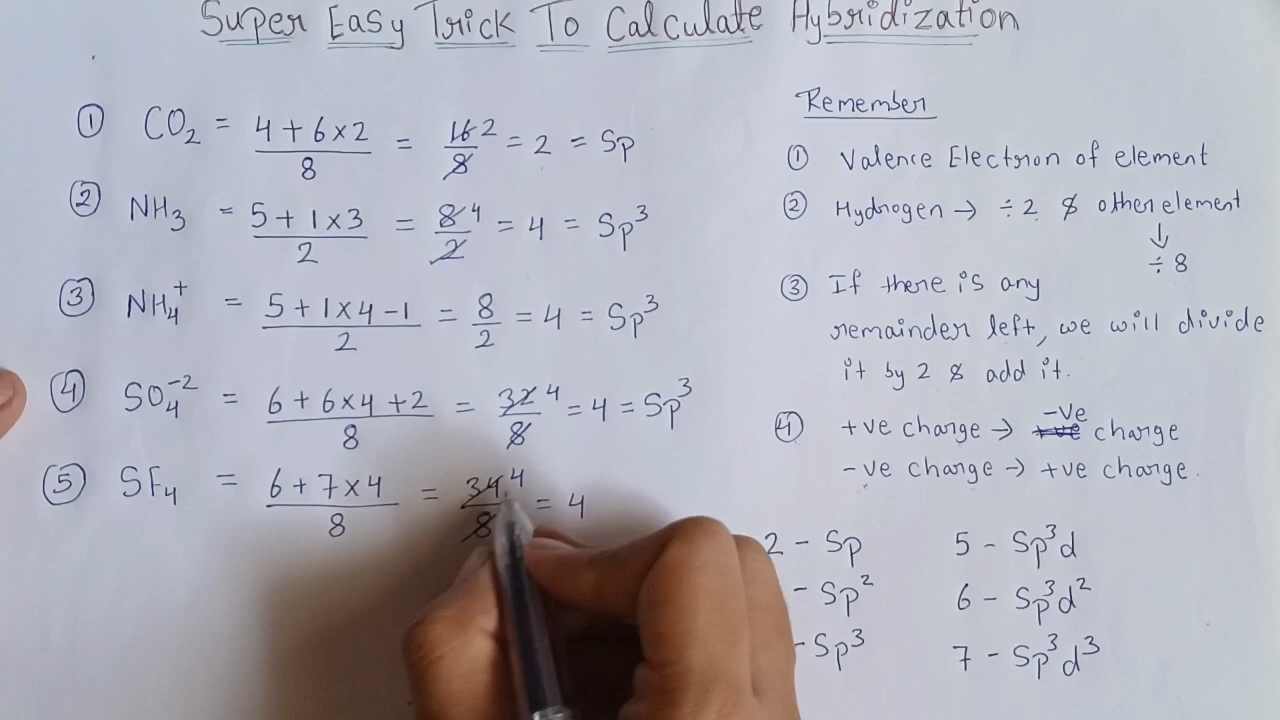 Super Easy Trick To Calculate Hybridization
① CO₂ = 4+6×2 / 8 = 16 2 / 8 = 2 = Sp
② NH₃ = 5+1×3 / 2 = 8 4 / 2 = 4 = Sp³
③ NH₄⁺ = 5+1×4-1 / 2 = 8 / 2 = 4 = Sp³
④ SO₄⁻² = 6+6×4+2 / 8 = 32 4 / 8 = 4 = Sp³
⑤ SF₄ = 6+7×4 / 8 = 34 4 / 8 = 4
Remember
① Valence Electron of element
② Hydrogen → ÷2 & other element
↓
÷ 8
③ If there is any
remainder left, we will divide
it by 2 & add it.
④ +ve charge → -ve charge
-ve charge → +ve charge.
2 - Sp 5 - Sp³d
- Sp² 6 - Sp³d²
- Sp³ 7 - Sp³d³